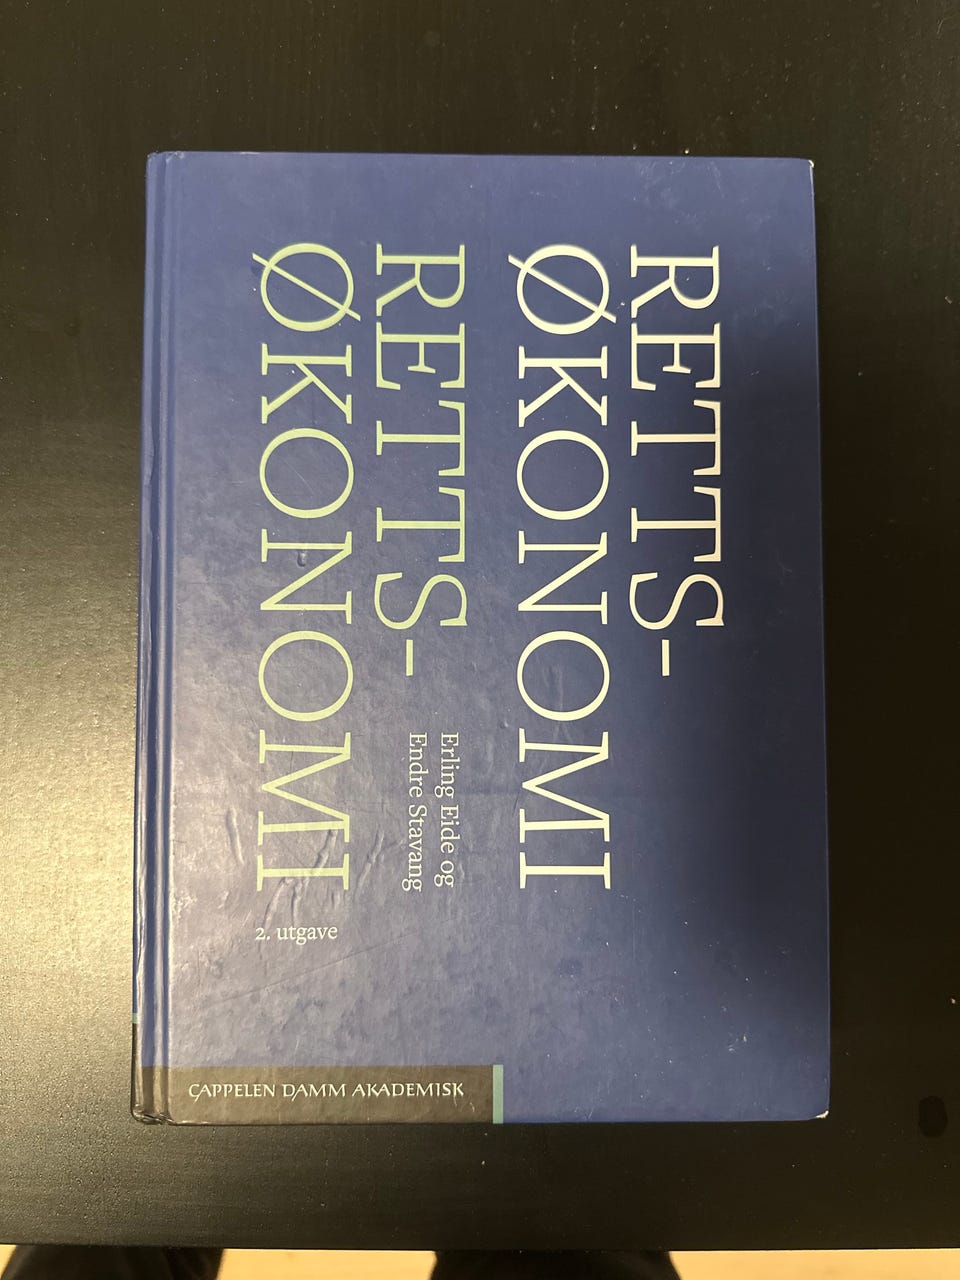 RETTS-
ØKONOMI
RETTS-
ØKONOMI
Erling Eide og
Endre Stavang
2. utgave
CAPPELEN DAMM AKADEMISK